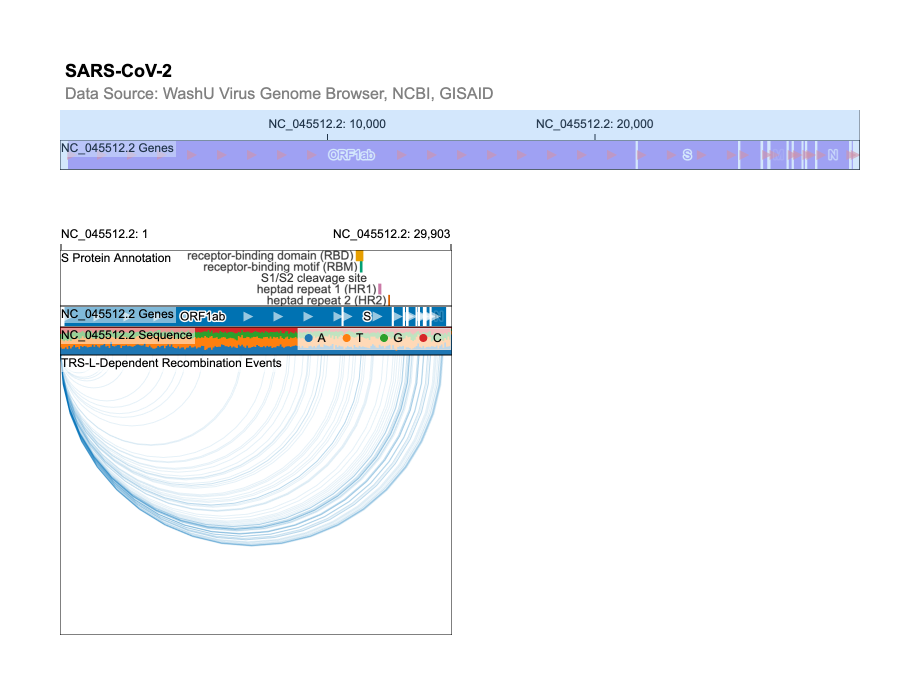 SARS-CoV-2
Data Source: WashU Virus Genome Browser, NCBI, GISAID
NC_045512.2: 10,000 NC_045512.2: 20,000
NC_045512.2 Genes ORF1ab S N
NC_045512.2: 1 NC_045512.2: 29,903
S Protein Annotation receptor-binding domain (RBD)
receptor-binding motif (RBM)
S1/S2 cleavage site
heptad repeat 1 (HR1)
heptad repeat 2 (HR2)
NC_045512.2 Genes ORF1ab S N
NC_045512.2 Sequence A T G C
TRS-L-Dependent Recombination Events